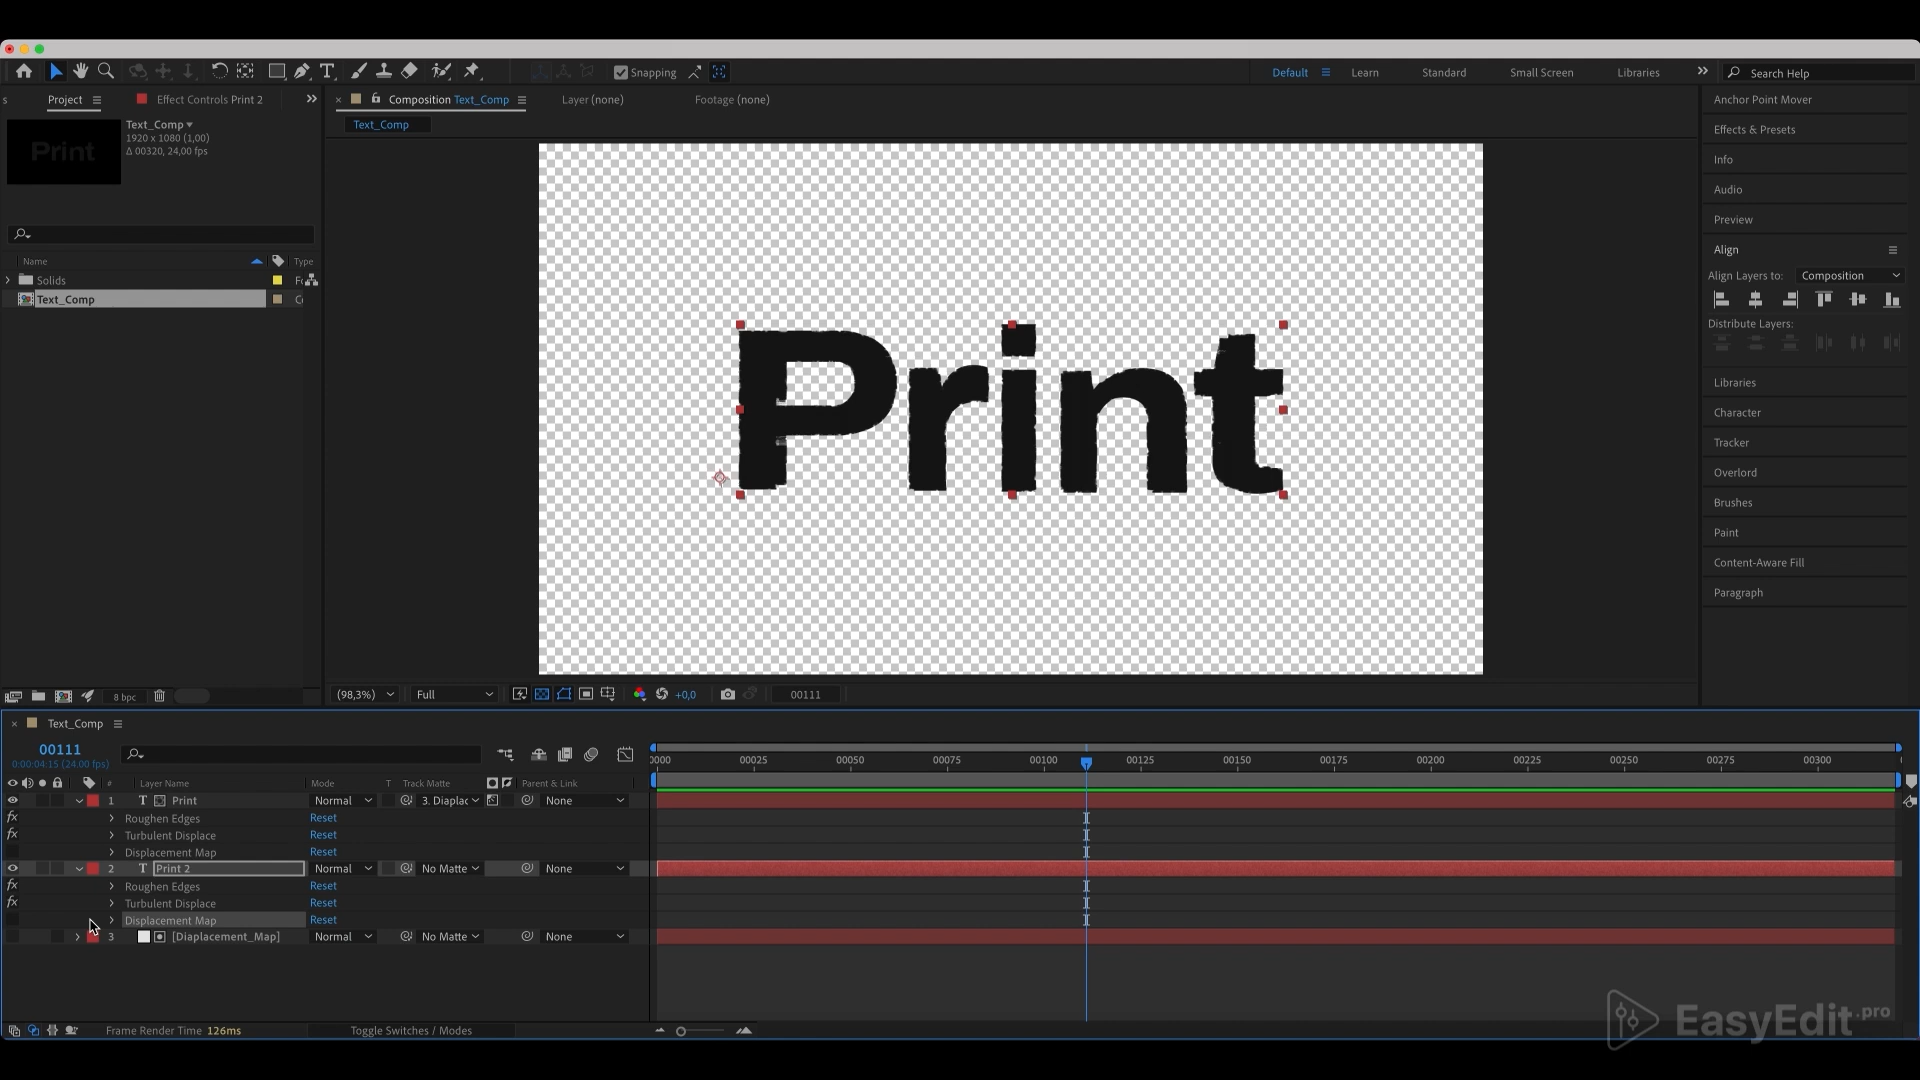 Snapping
Default
Learn
Standard
Small Screen
Libraries
Search Help
s
Project
Effect Controls Print 2
Composition Text_Comp
Layer (none)
Footage (none)
Text_Comp
Text_Comp
1920 x 1080 (1,00)
Δ 00320, 24,00 fps
Print
Name
Type
Solids
Text_Comp
8 bpc
Print
(98,3%)
Full
+0,0
00111
Anchor Point Mover
Effects & Presets
Info
Audio
Preview
Align
Align Layers to:
Composition
Distribute Layers:
Libraries
Character
Tracker
Overlord
Brushes
Paint
Content-Aware Fill
Paragraph
Text_Comp
00111
0:00:04:15 (24.00 fps)
0000 00025 00050 00075 00100 00125 00150 00175 00200 00225 00250 00275 00300
# Layer Name Mode T Track Matte Parent & Link
1 T Print Normal 3. Displac None
fx Roughen Edges Reset
fx Turbulent Displace Reset
Displacement Map Reset
2 T Print 2 Normal No Matte None
fx Roughen Edges Reset
fx Turbulent Displace Reset
Displacement Map Reset
3 [Diaplacement_Map] Normal No Matte None
Frame Render Time 126ms
Toggle Switches / Modes
EasyEdit.pro